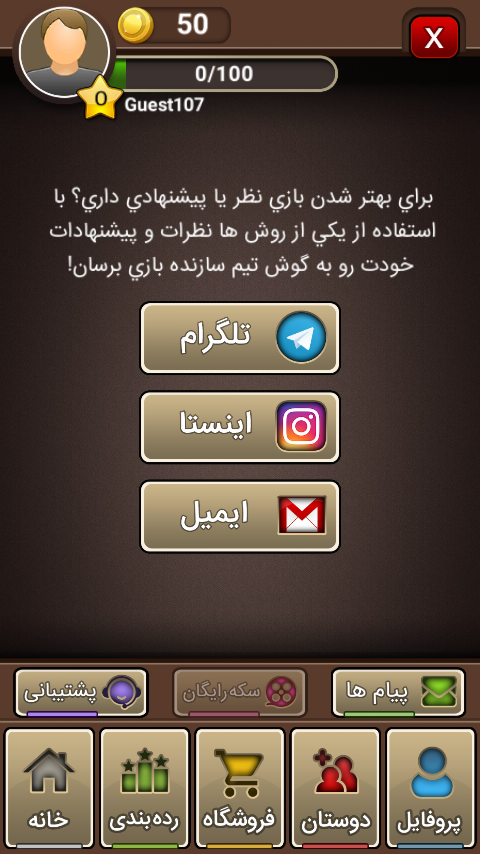 50
X
0/100
0
Guest107
براي بهتر شدن بازي نظر يا پيشنهادي داري؟ با
استفاده از يكي از روش ها نظرات و پيشنهادات
خودت رو به گوش تيم سازنده بازي برسان!
تلگرام
اینستا
ایمیل
پیام ها
سکه‌رایگان
پشتیبانی
پروفایل
دوستان
فروشگاه
رده‌بندی
خانه